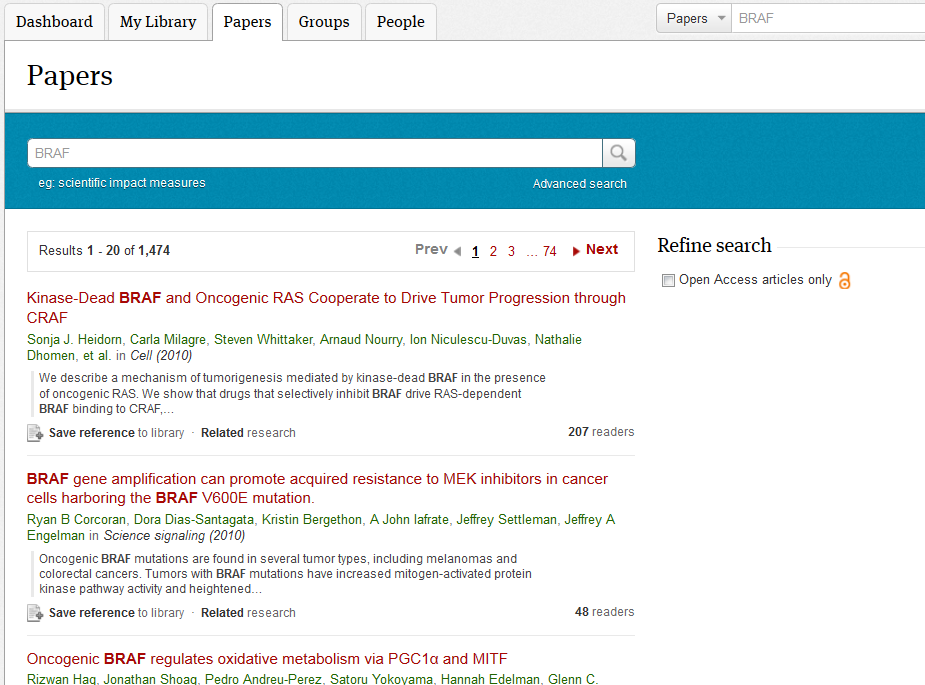 Dashboard My Library Papers Groups People Papers BRAF
Papers
BRAF
eg: scientific impact measures Advanced search
Results 1 - 20 of 1,474 Prev 1 2 3 ... 74 Next
Refine search
Open Access articles only
Kinase-Dead BRAF and Oncogenic RAS Cooperate to Drive Tumor Progression through
CRAF
Sonja J. Heidorn, Carla Milagre, Steven Whittaker, Arnaud Nourry, Ion Niculescu-Duvas, Nathalie
Dhomen, et al. in Cell (2010)
We describe a mechanism of tumorigenesis mediated by kinase-dead BRAF in the presence
of oncogenic RAS. We show that drugs that selectively inhibit BRAF drive RAS-dependent
BRAF binding to CRAF,...
Save reference to library · Related research 207 readers
BRAF gene amplification can promote acquired resistance to MEK inhibitors in cancer
cells harboring the BRAF V600E mutation.
Ryan B Corcoran, Dora Dias-Santagata, Kristin Bergethon, A John Iafrate, Jeffrey Settleman, Jeffrey A
Engelman in Science signaling (2010)
Oncogenic BRAF mutations are found in several tumor types, including melanomas and
colorectal cancers. Tumors with BRAF mutations have increased mitogen-activated protein
kinase pathway activity and heightened...
Save reference to library · Related research 48 readers
Oncogenic BRAF regulates oxidative metabolism via PGC1α and MITF
Rizwan Haq, Jonathan Shoag, Pedro Andreu-Perez, Satoru Yokoyama, Hannah Edelman, Glenn C.